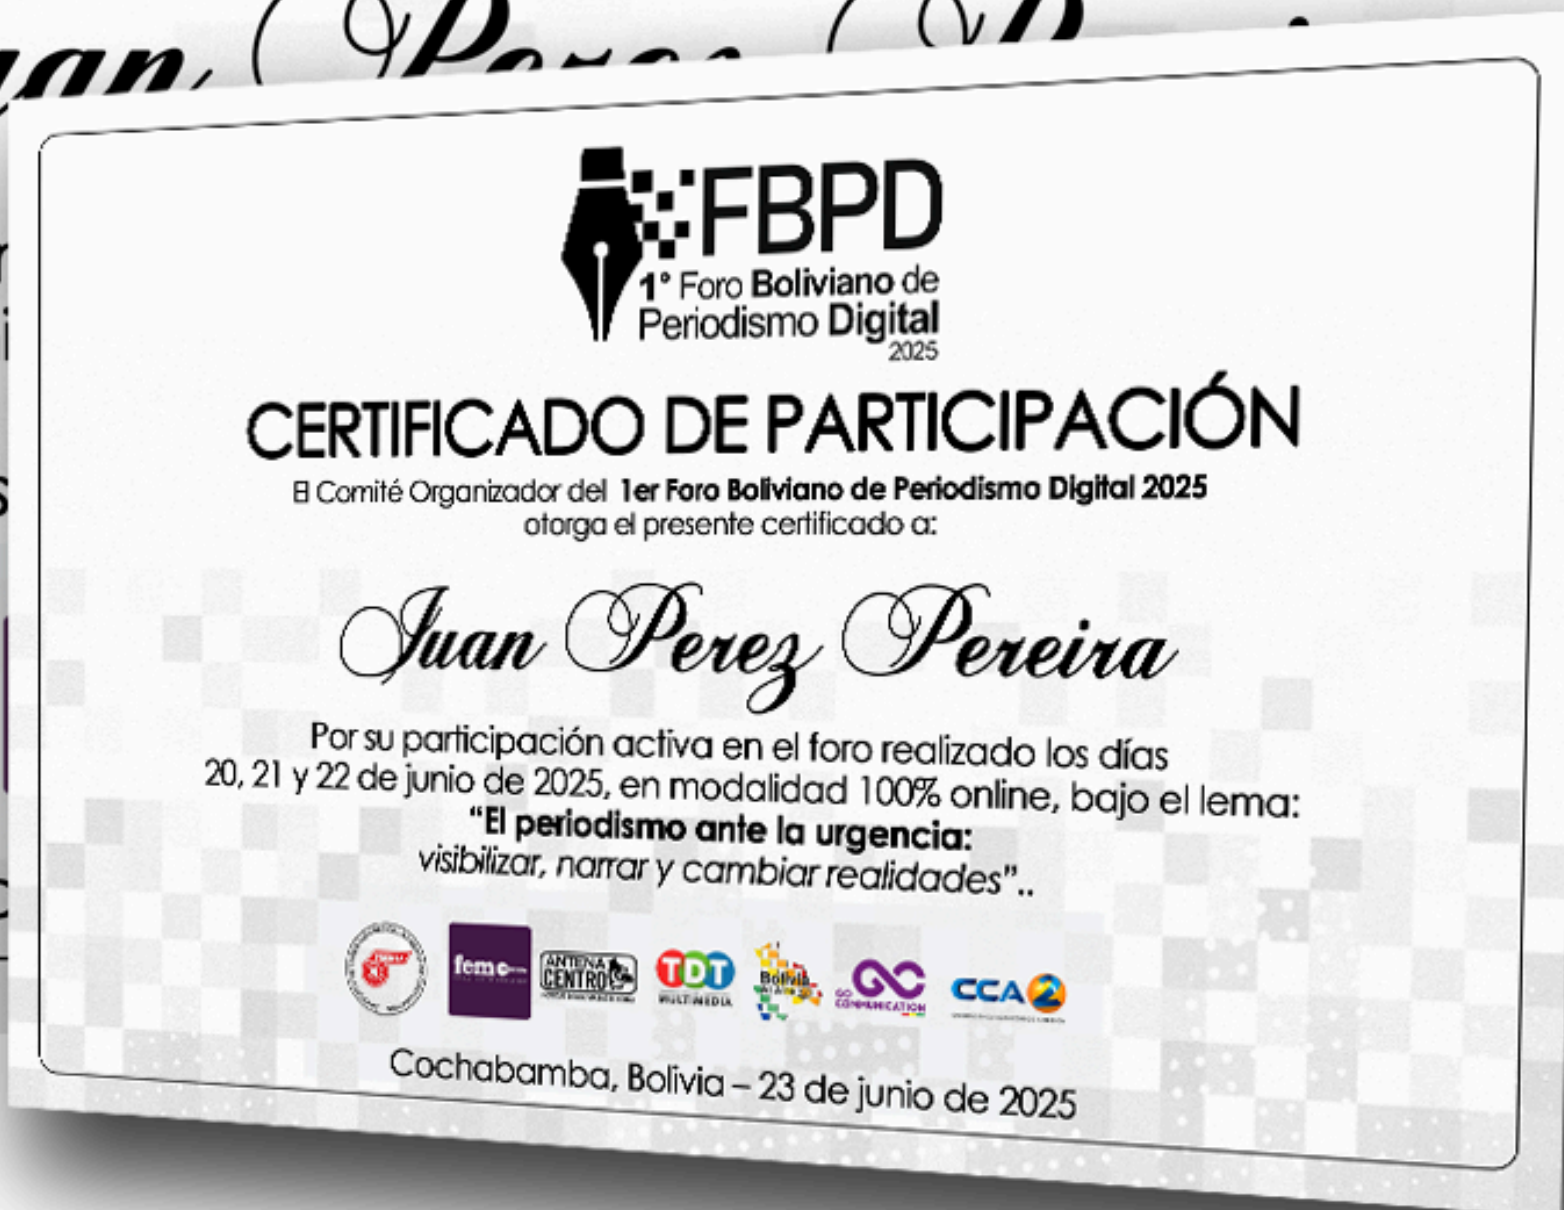 FBPD
1° Foro Boliviano de
Periodismo Digital
2025
CERTIFICADO DE PARTICIPACIÓN
El Comité Organizador del 1er Foro Boliviano de Periodismo Digital 2025
otorga el presente certificado a:
Juan Perez Pereira
Por su participación activa en el foro realizado los días
20, 21 y 22 de junio de 2025, en modalidad 100% online, bajo el lema:
“El periodismo ante la urgencia:
visibilizar, narrar y cambiar realidades”..
ANTENA
CENTRO
TDT
MULTIMEDIA
Bolivia
GO
COMMUNICATION
CCA 2
Cochabamba, Bolivia – 23 de junio de 2025